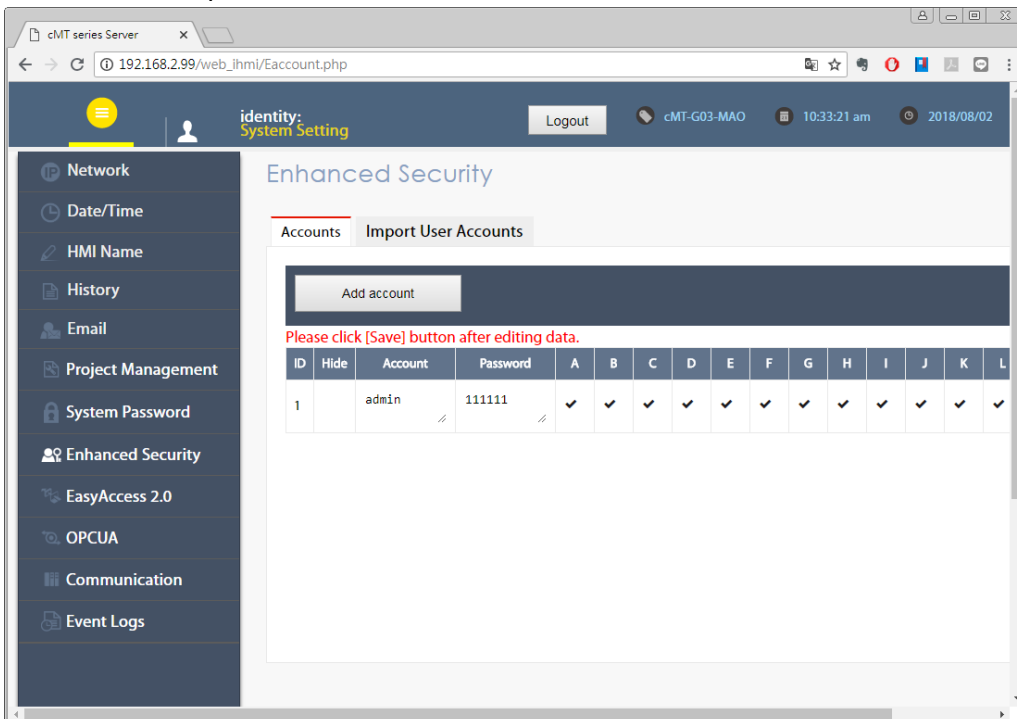 cMT series Server
192.168.2.99/web_ihmi/Eaccount.php
identity:
System Setting
Logout
cMT-G03-MAO
10:33:21 am
2018/08/02
Network
Date/Time
HMI Name
History
Email
Project Management
System Password
Enhanced Security
EasyAccess 2.0
OPCUA
Communication
Event Logs
Enhanced Security
Accounts Import User Accounts
Add account
Please click [Save] button after editing data.
ID Hide Account Password A B C D E F G H I J K L
1 admin 111111